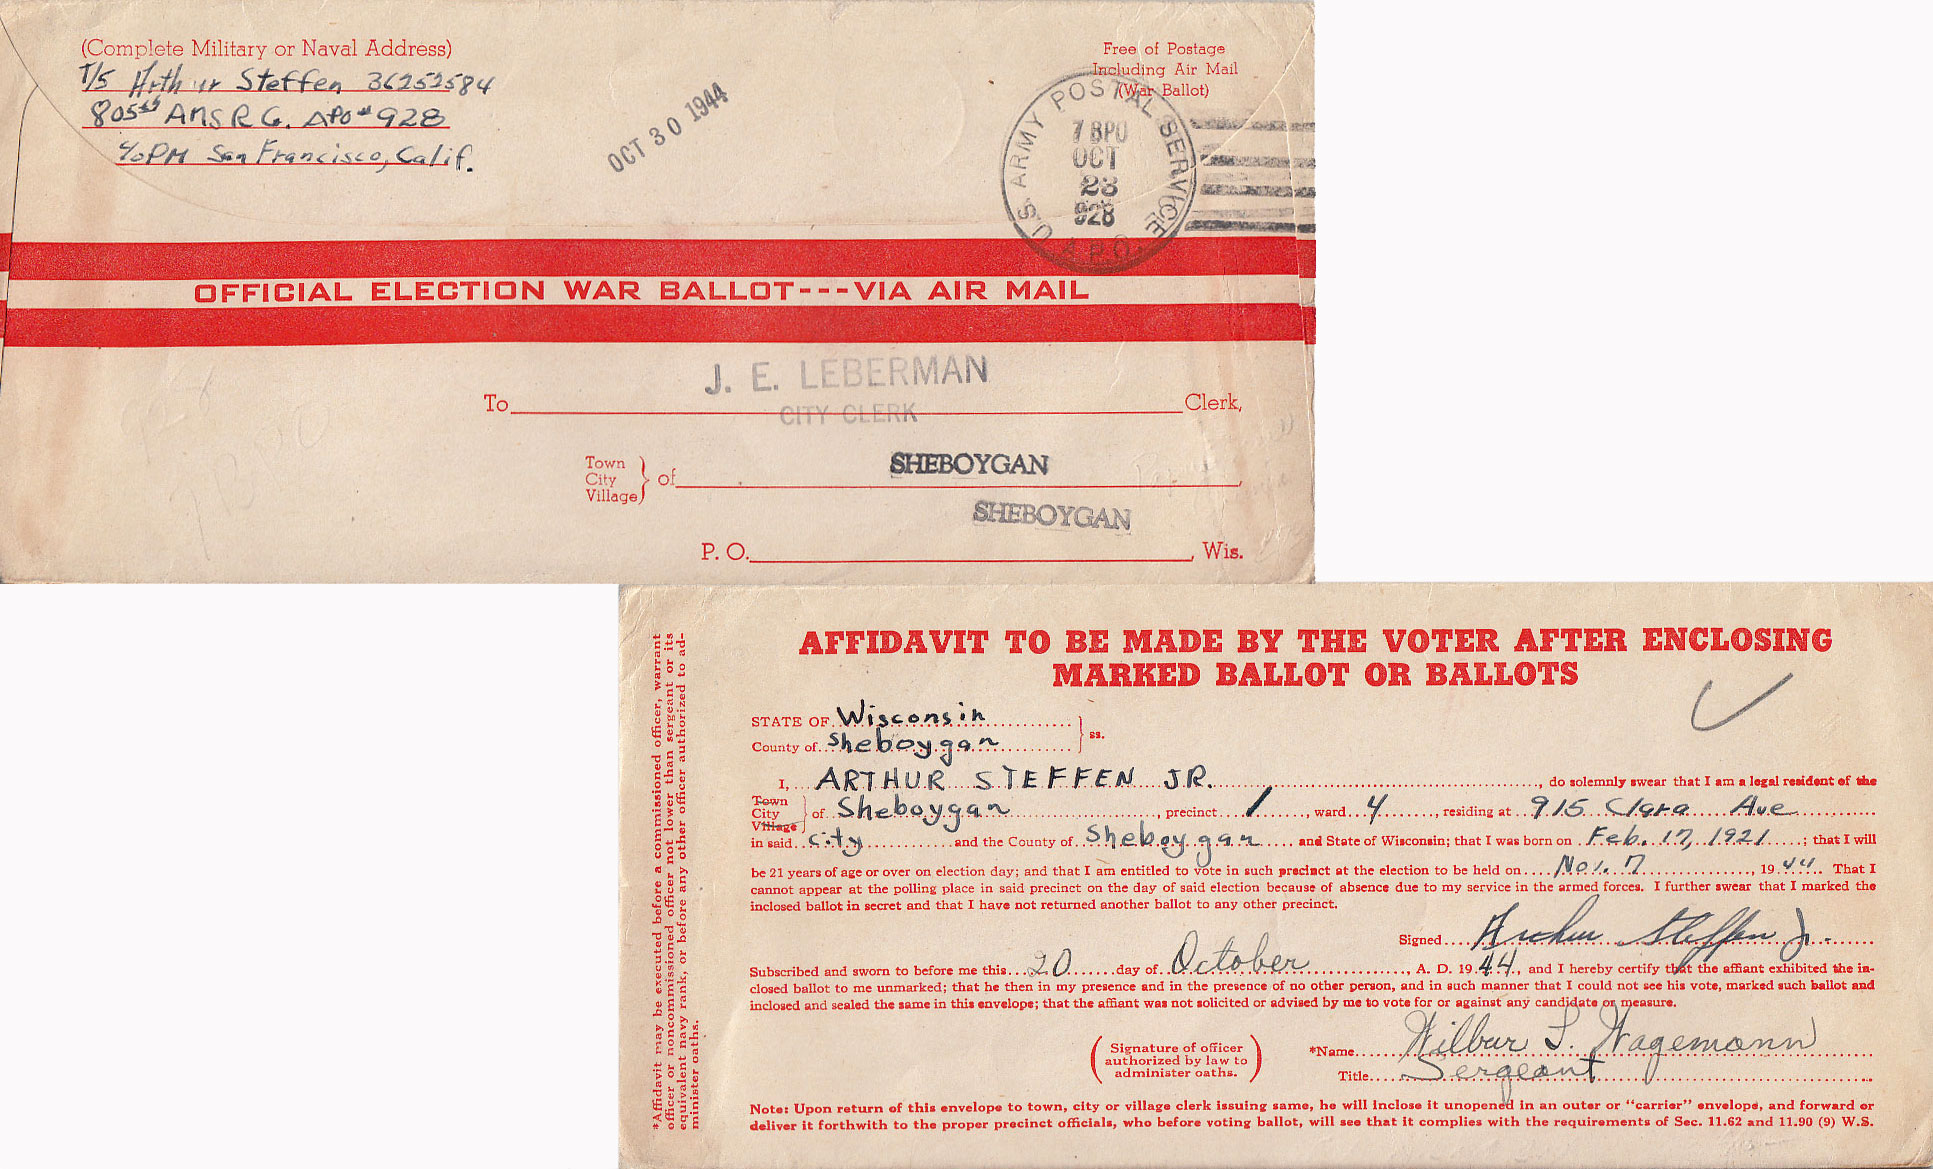 (Complete Military or Naval Address)
T/5 Arthur Steffen 36252584
805th AMS R G. APO # 928
c/o PM San Francisco, Calif.
OCT 30 1944
Free of Postage
Including Air Mail
(War Ballot)
U.S. ARMY POSTAL SERVICE
7 BPO
OCT
23
928
A.P.O.
OFFICIAL ELECTION WAR BALLOT---VIA AIR MAIL
J. E. LEBERMAN
To Clerk,
CITY CLERK
SHEBOYGAN
Town
City of
Village
SHEBOYGAN
P. O. , Wis.
AFFIDAVIT TO BE MADE BY THE VOTER AFTER ENCLOSING
MARKED BALLOT OR BALLOTS
STATE OF Wisconsin
County of Sheboygan ss.
I, ARTHUR STEFFEN JR. , do solemnly swear that I am a legal resident of the
Town
City of Sheboygan , precinct 1 , ward 4 , residing at 915 Clara Ave
Village
in said City and the County of Sheboygan and State of Wisconsin; that I was born on Feb. 17, 1921 ; that I will
be 21 years of age or over on election day; and that I am entitled to vote in such precinct at the election to be held on Nov. 7 , 1944. That I
cannot appear at the polling place in said precinct on the day of said election because of absence due to my service in the armed forces. I further swear that I marked the
inclosed ballot in secret and that I have not returned another ballot to any other precinct.
Signed Arthur Steffen Jr.
Subscribed and sworn to before me this 20 day of October , A. D. 1944, and I hereby certify that the affiant exhibited the in-
closed ballot to me unmarked; that he then in my presence and in the presence of no other person, and in such manner that I could not see his vote, marked such ballot and
inclosed and sealed the same in this envelope; that the affiant was not solicited or advised by me to vote for or against any candidate or measure.
(Signature of officer
authorized by law to
administer oaths.)
*Name Wilbur F. Wagemann
Title Sergeant
Note: Upon return of this envelope to town, city or village clerk issuing same, he will inclose it unopened in an outer or "carrier" envelope, and forward or
deliver it forthwith to the proper precinct officials, who before voting ballot, will see that it complies with the requirements of Sec. 11.62 and 11.90 (9) W.S.
*Affidavit may be executed before a commissioned officer, warrant
officer or noncommissioned officer not lower than sergeant or its
equivalent navy rank, or before any other officer authorized to ad-
minister oaths.